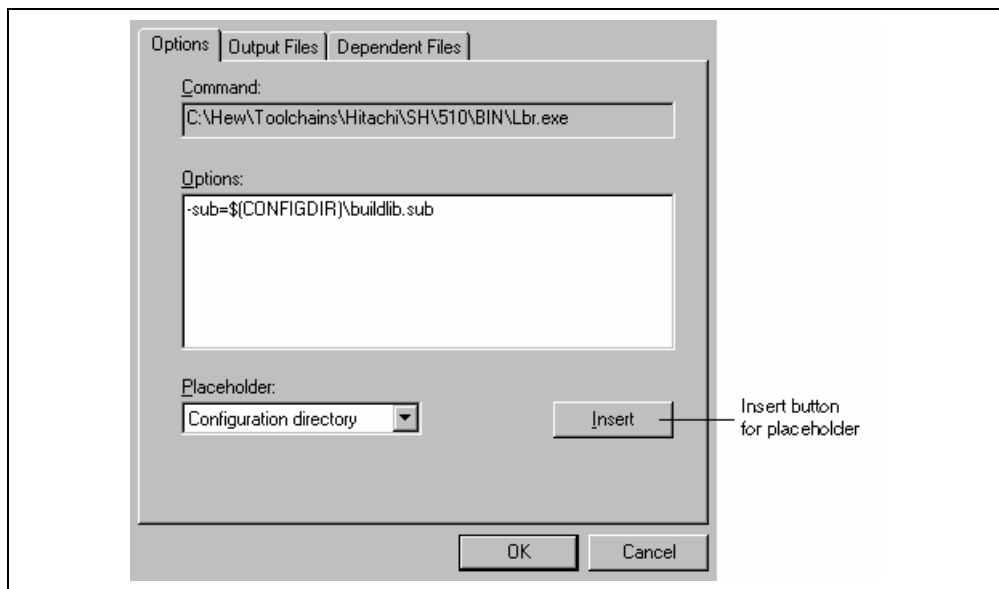 Options
Output Files
Dependent Files
Command:
C:\Hew\Toolchains\Hitachi\SH\510\BIN\Lbr.exe
Options:
-sub=$(CONFIGDIR)\buildlib.sub
Placeholder:
Configuration directory
Insert
Insert button
for placeholder
OK
Cancel